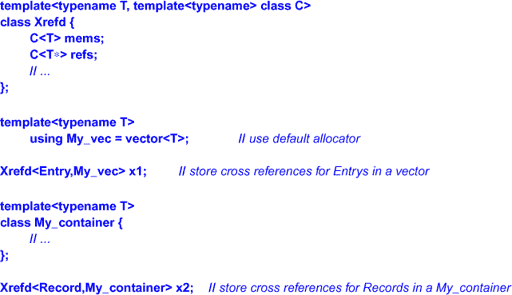 template<typename T, template<typename> class C>
class Xrefd {
C<T> mems;
C<T*> refs;
// ...
};
template<typename T>
using My_vec = vector<T>; // use default allocator
Xrefd<Entry,My_vec> x1; // store cross references for Entrys in a vector
template<typename T>
class My_container {
// ...
};
Xrefd<Record,My_container> x2; // store cross references for Records in a My_container